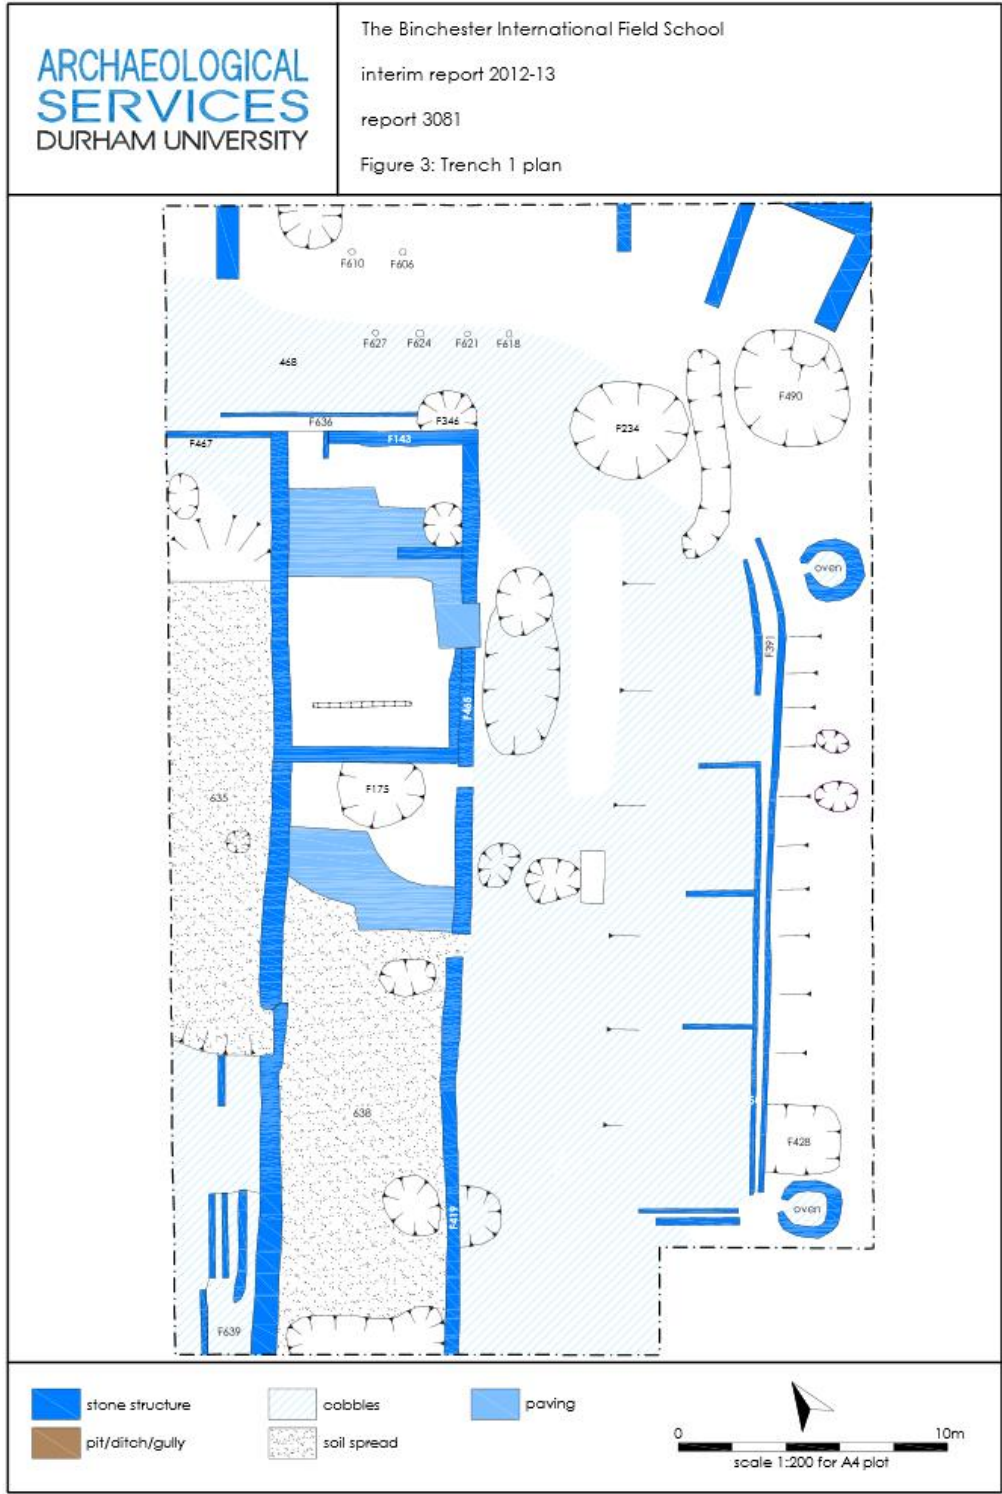 ARCHAEOLOGICAL
SERVICES
DURHAM UNIVERSITY
The Binchester International Field School
interim report 2012-13
report 3081
Figure 3: Trench 1 plan
F610 F606
F627 F624 F621 F618
468
F636 F346
F467 F143
F234
F490
oven
F391
F465
635
F175
638
F428
F419
oven
F639
stone structure
cobbles
paving
pit/ditch/gully
soil spread
0 10m
scale 1:200 for A4 plot